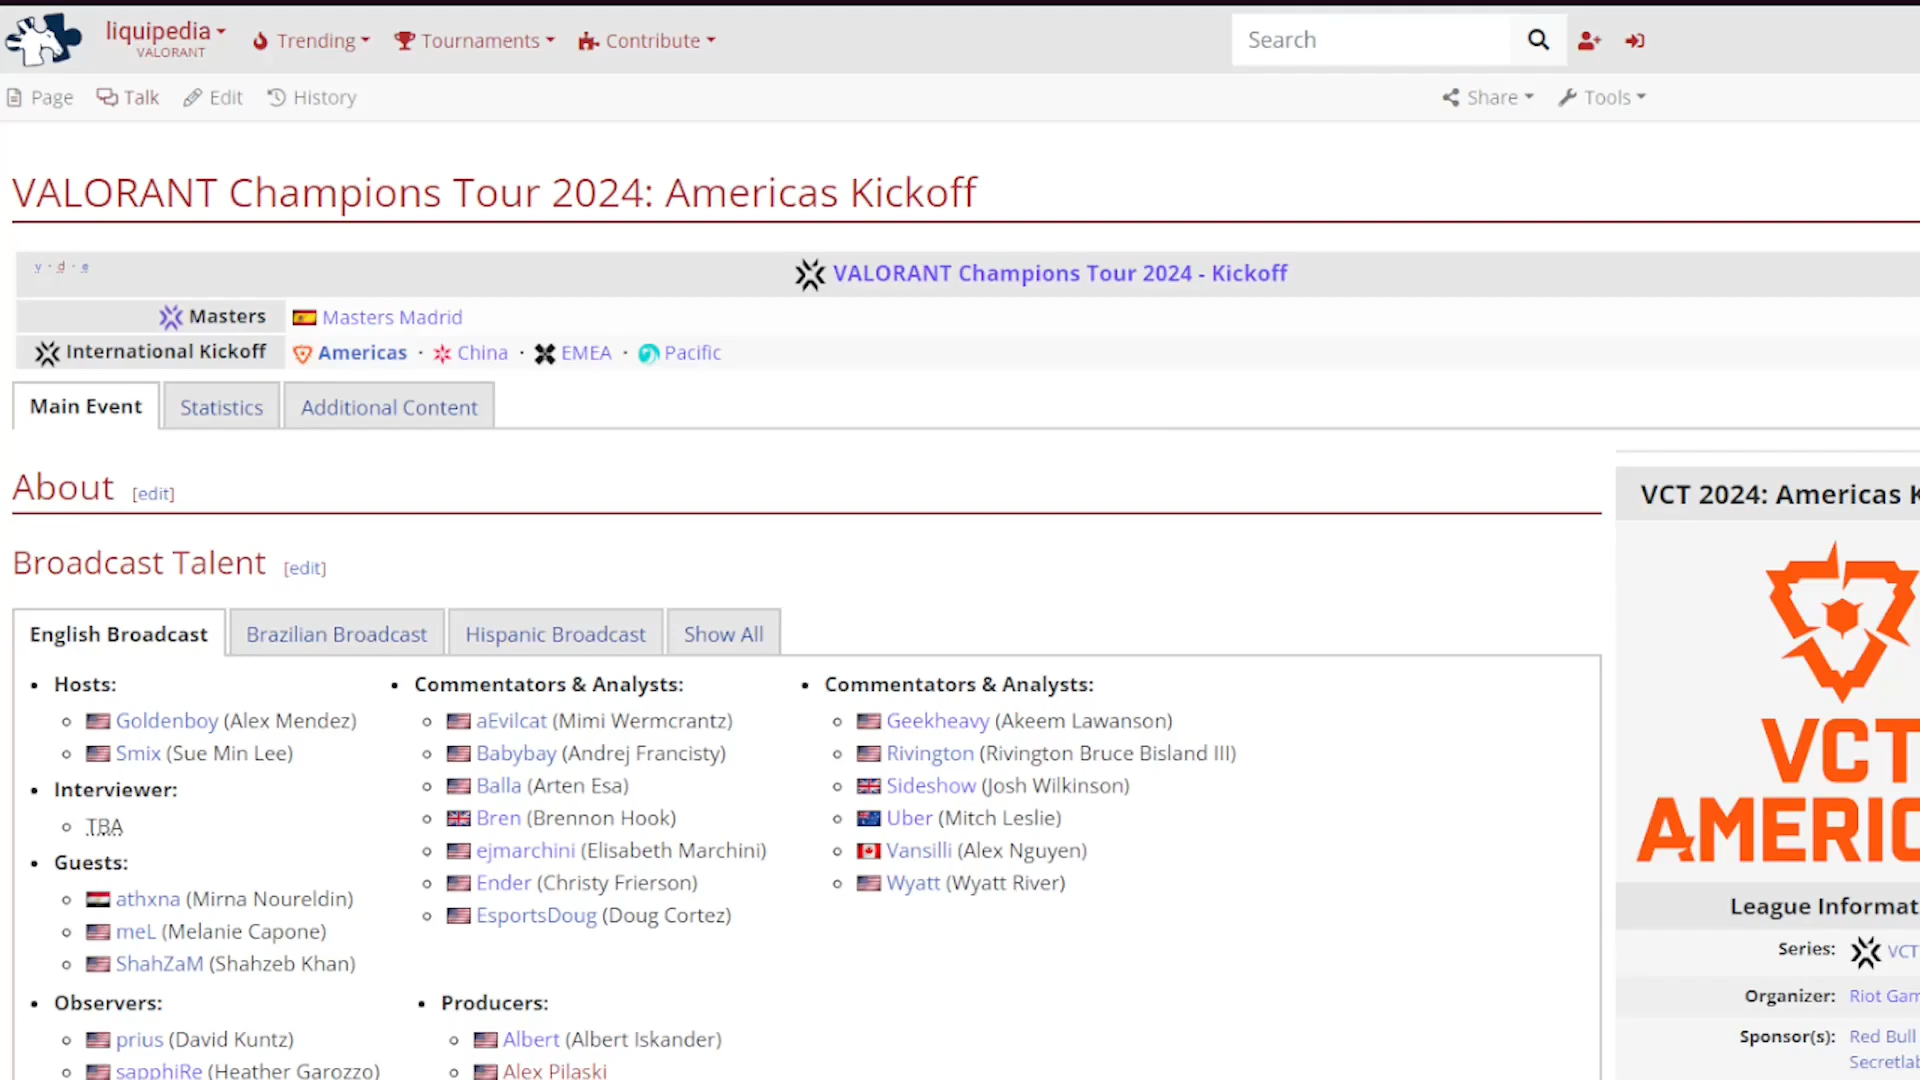 liquipedia
VALORANT
Trending
Tournaments
Contribute
Search
Page
Talk
Edit
History
Share
Tools
VALORANT Champions Tour 2024: Americas Kickoff
v · d · e
VALORANT Champions Tour 2024 - Kickoff
Masters
Masters Madrid
International Kickoff
Americas · China · EMEA · Pacific
Main Event
Statistics
Additional Content
About [edit]
Broadcast Talent [edit]
English Broadcast
Brazilian Broadcast
Hispanic Broadcast
Show All
Hosts:
Goldenboy (Alex Mendez)
Smix (Sue Min Lee)
Interviewer:
TBA
Guests:
athxna (Mirna Noureldin)
meL (Melanie Capone)
ShahZaM (Shahzeb Khan)
Observers:
prius (David Kuntz)
sapphiRe (Heather Garozzo)
Commentators & Analysts:
aEvilcat (Mimi Wermcrantz)
Babybay (Andrej Francisty)
Balla (Arten Esa)
Bren (Brennon Hook)
ejmarchini (Elisabeth Marchini)
Ender (Christy Frierson)
EsportsDoug (Doug Cortez)
Producers:
Albert (Albert Iskander)
Alex Pilaski
Commentators & Analysts:
Geekheavy (Akeem Lawanson)
Rivington (Rivington Bruce Bisland III)
Sideshow (Josh Wilkinson)
Uber (Mitch Leslie)
Vansilli (Alex Nguyen)
Wyatt (Wyatt River)
VCT 2024: Americas K
VCT
AMERIC
League Informat
Series: VCT
Organizer: Riot Gam
Sponsor(s): Red Bull
Secretlab